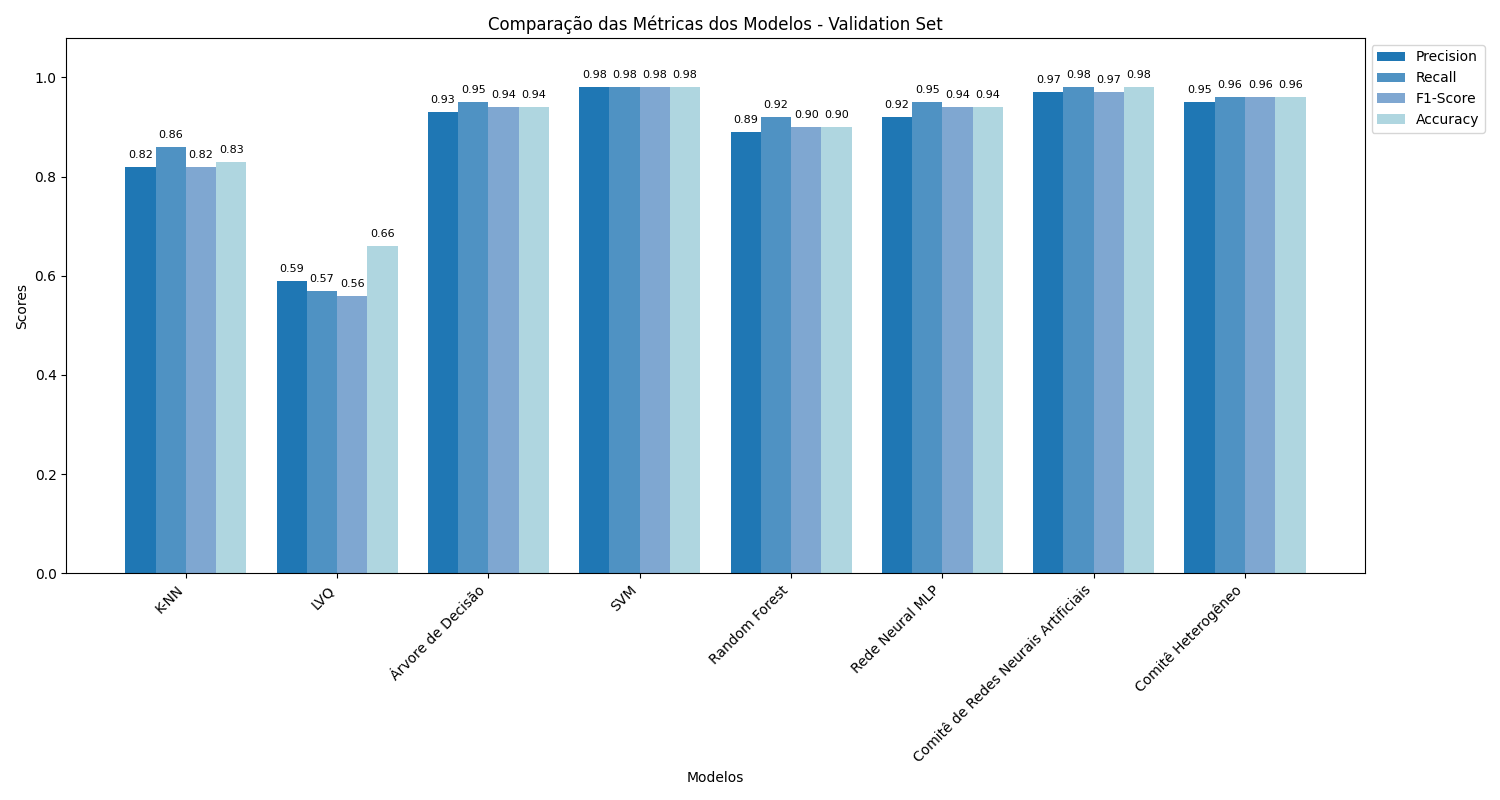 Comparação das Métricas dos Modelos - Validation Set
Precision
Recall
F1-Score
Accuracy
Scores
1.0
0.8
0.6
0.4
0.2
0.0
0.82 0.86 0.82 0.83
0.59 0.57 0.56 0.66
0.93 0.95 0.94 0.94
0.98 0.98 0.98 0.98
0.89 0.92 0.90 0.90
0.92 0.95 0.94 0.94
0.97 0.98 0.97 0.98
0.95 0.96 0.96 0.96
K-NN
LVQ
Árvore de Decisão
SVM
Random Forest
Rede Neural MLP
Comitê de Redes Neurais Artificiais
Comitê Heterogêneo
Modelos